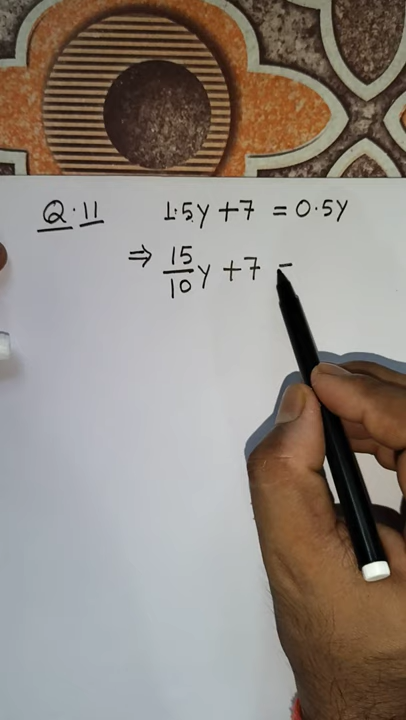 Q.11 1.5y + 7 = 0.5y
⇒ 15/10 y + 7 -